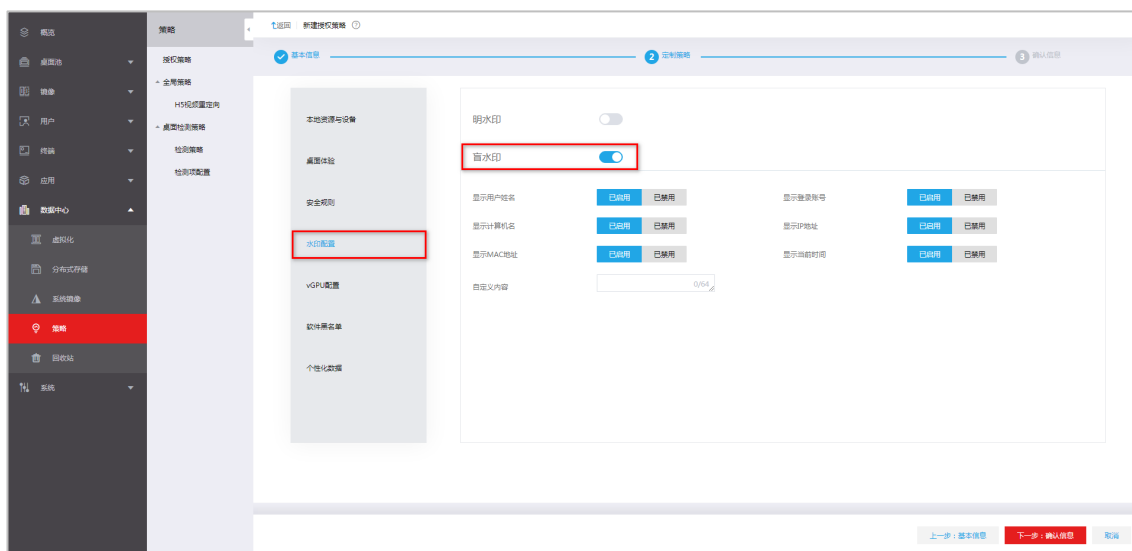 概览
桌面池
镜像
用户
终端
应用
数据中心
虚拟化
分布式存储
系统镜像
策略
回收站
系统
策略
授权策略
全局策略
H5视频重定向
桌面检测策略
检测策略
检测项配置
返回 新建授权策略 ?
基本信息 2 定制策略 3 确认信息
本地资源与设备
桌面体验
安全规则
水印配置
vGPU配置
软件黑名单
个性化数据
明水印
盲水印
显示用户姓名 已启用 已禁用 显示登录账号 已启用 已禁用
显示计算机名 已启用 已禁用 显示IP地址 已启用 已禁用
显示MAC地址 已启用 已禁用 显示当前时间 已启用 已禁用
自定义内容 0/64
上一步：基本信息 下一步：确认信息 取消